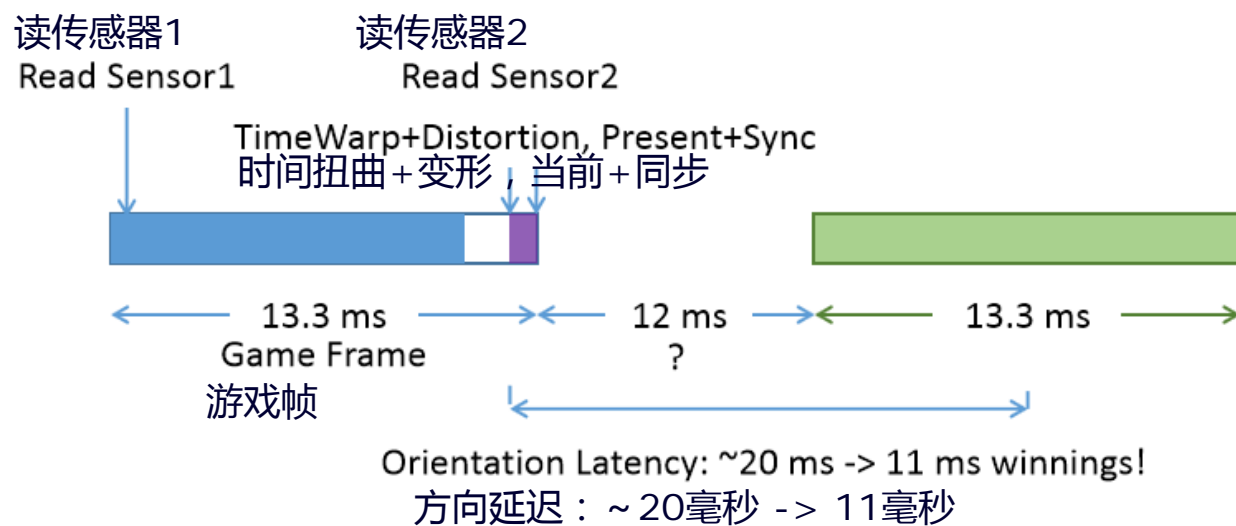 读传感器1 读传感器2
Read Sensor1 Read Sensor2
TimeWarp+Distortion, Present+Sync
时间扭曲+变形，当前+同步
13.3 ms 12 ms 13.3 ms
Game Frame ?
游戏帧
Orientation Latency: ~20 ms -> 11 ms winnings!
方向延迟：~20毫秒 -> 11毫秒